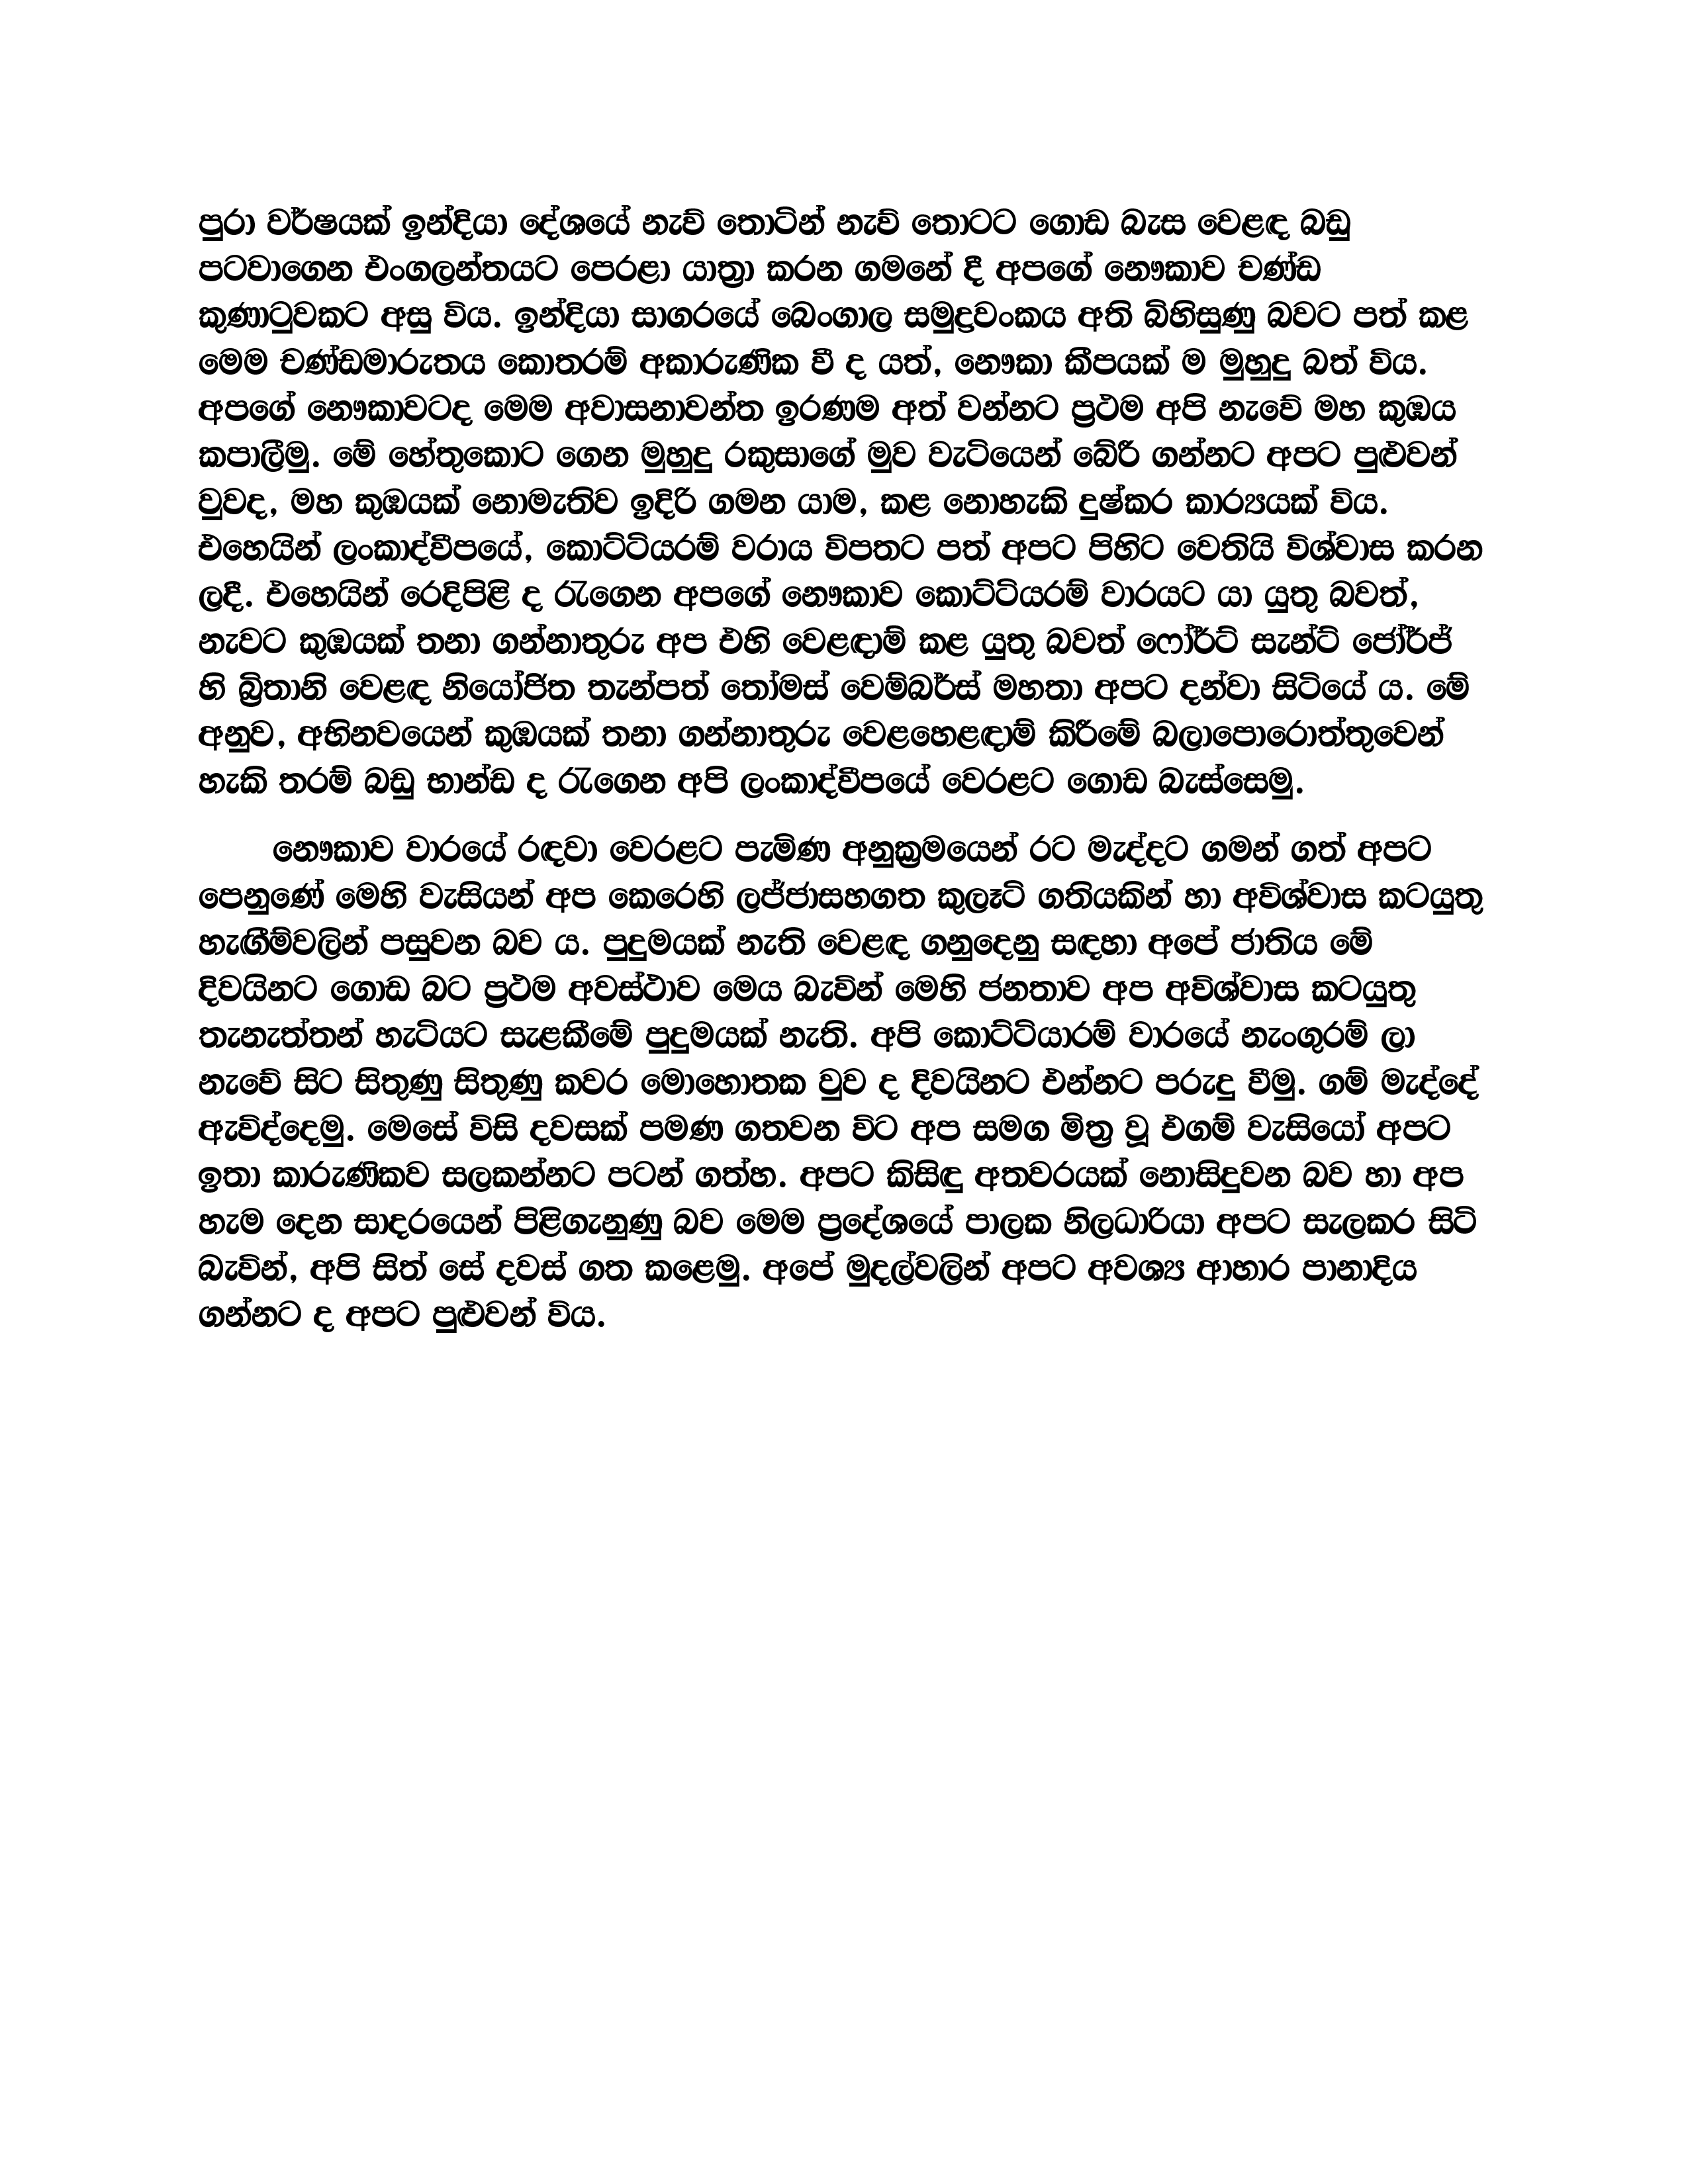 පුරා වර්ෂයක් ඉන්දියා දේශයේ නැව් තොටින් නැව් තොටට ගොඩ බැස වෙළඳ බඩු
පටවාගෙන එංගලන්තයට පෙරළා යාත්‍රා කරන ගමනේ දී අපගේ නෞකාව චණ්ඩ
කුණාටුවකට අසු විය. ඉන්දියා සාගරයේ බෙංගාල සමුද්‍රවංකය අති බිහිසුණු බවට පත් කළ
මෙම චණ්ඩමාරුතය කොතරම් අකාරුණික වී ද යත්, නෞකා කීපයක් ම මුහුදු බත් විය.
අපගේ නෞකාවටද මෙම අවාසනාවන්ත ඉරණම අත් වන්නට ප්‍රථම අපි නැවේ මහ කුඹය
කපාලීමු. මේ හේතුකොට ගෙන මුහුදු රකුසාගේ මුව වැටියෙන් බේරී ගන්නට අපට පුළුවන්
වුවද, මහ කුඹයක් නොමැතිව ඉදිරි ගමන යාම, කළ නොහැකි දුෂ්කර කාර්‍යයක් විය.
එහෙයින් ලංකාද්වීපයේ, කොට්ටියරම් වරාය විපතට පත් අපට පිහිට වෙතියි විශ්වාස කරන
ලදී. එහෙයින් රෙදිපිළි ද රැගෙන අපගේ නෞකාව කොට්ටියරම් වාරයට යා යුතු බවත්,
නැවට කුඹයක් තනා ගන්නාතුරු අප එහි වෙළඳාම් කළ යුතු බවත් ෆෝර්ට් සැන්ට් ජෝර්ජ්
හි බ්‍රිතානි වෙළඳ නියෝජිත තැන්පත් තෝමස් වෙම්බර්ස් මහතා අපට දන්වා සිටියේ ය. මේ
අනුව, අභිනවයෙන් කුඹයක් තනා ගන්නාතුරු වෙළහෙළඳාම් කිරීමේ බලාපොරොත්තුවෙන්
හැකි තරම් බඩු භාන්ඩ ද රැගෙන අපි ලංකාද්වීපයේ වෙරළට ගොඩ බැස්සෙමු.
නෞකාව වාරයේ රඳවා වෙරළට පැමිණ අනුක්‍රමයෙන් රට මැද්දට ගමන් ගත් අපට
පෙනුණේ මෙහි වැසියන් අප කෙරෙහි ලජ්ජාසහගත කුලෑටි ගතියකින් හා අවිශ්වාස කටයුතු
හැඟීම්වලින් පසුවන බව ය. පුදුමයක් නැති වෙළඳ ගනුදෙනු සඳහා අපේ ජාතිය මේ
දිවයිනට ගොඩ බට ප්‍රථම අවස්ථාව මෙය බැවින් මෙහි ජනතාව අප අවිශ්වාස කටයුතු
තැනැත්තන් හැටියට සැළකීමේ පුදුමයක් නැති. අපි කොට්ටියාරම් වාරයේ නැංගුරම් ලා
නැවේ සිට සිතුණු සිතුණු කවර මොහොතක වුව ද දිවයිනට එන්නට පරුදු වීමු. ගම් මැද්දේ
ඇවිද්දෙමු. මෙසේ විසි දවසක් පමණ ගතවන විට අප සමග මිත්‍ර වූ එගම් වැසියෝ අපට
ඉතා කාරුණිකව සලකන්නට පටන් ගත්හ. අපට කිසිඳු අතවරයක් නොසිදුවන බව හා අප
හැම දෙන සාදරයෙන් පිළිගැනුණු බව මෙම ප්‍රදේශයේ පාලක නිලධාරියා අපට සැලකර සිටි
බැවින්, අපි සිත් සේ දවස් ගත කළෙමු. අපේ මුදල්වලින් අපට අවශ්‍ය ආහාර පානාදිය
ගන්නට ද අපට පුළුවන් විය.